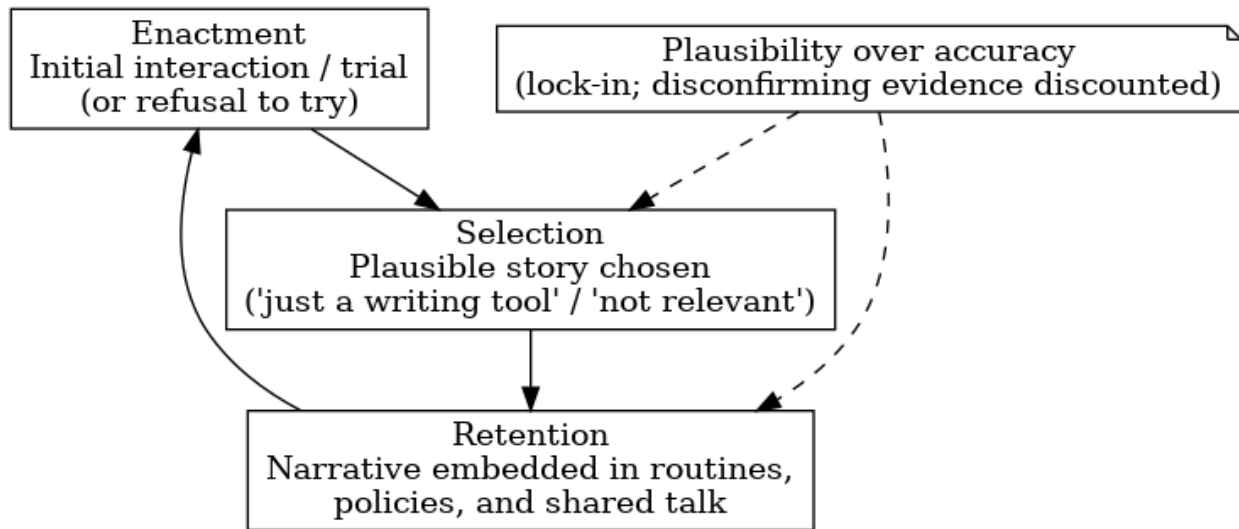 Enactment
Initial interaction / trial
(or refusal to try)
Plausibility over accuracy
(lock-in; disconfirming evidence discounted)
Selection
Plausible story chosen
('just a writing tool' / 'not relevant')
Retention
Narrative embedded in routines,
policies, and shared talk